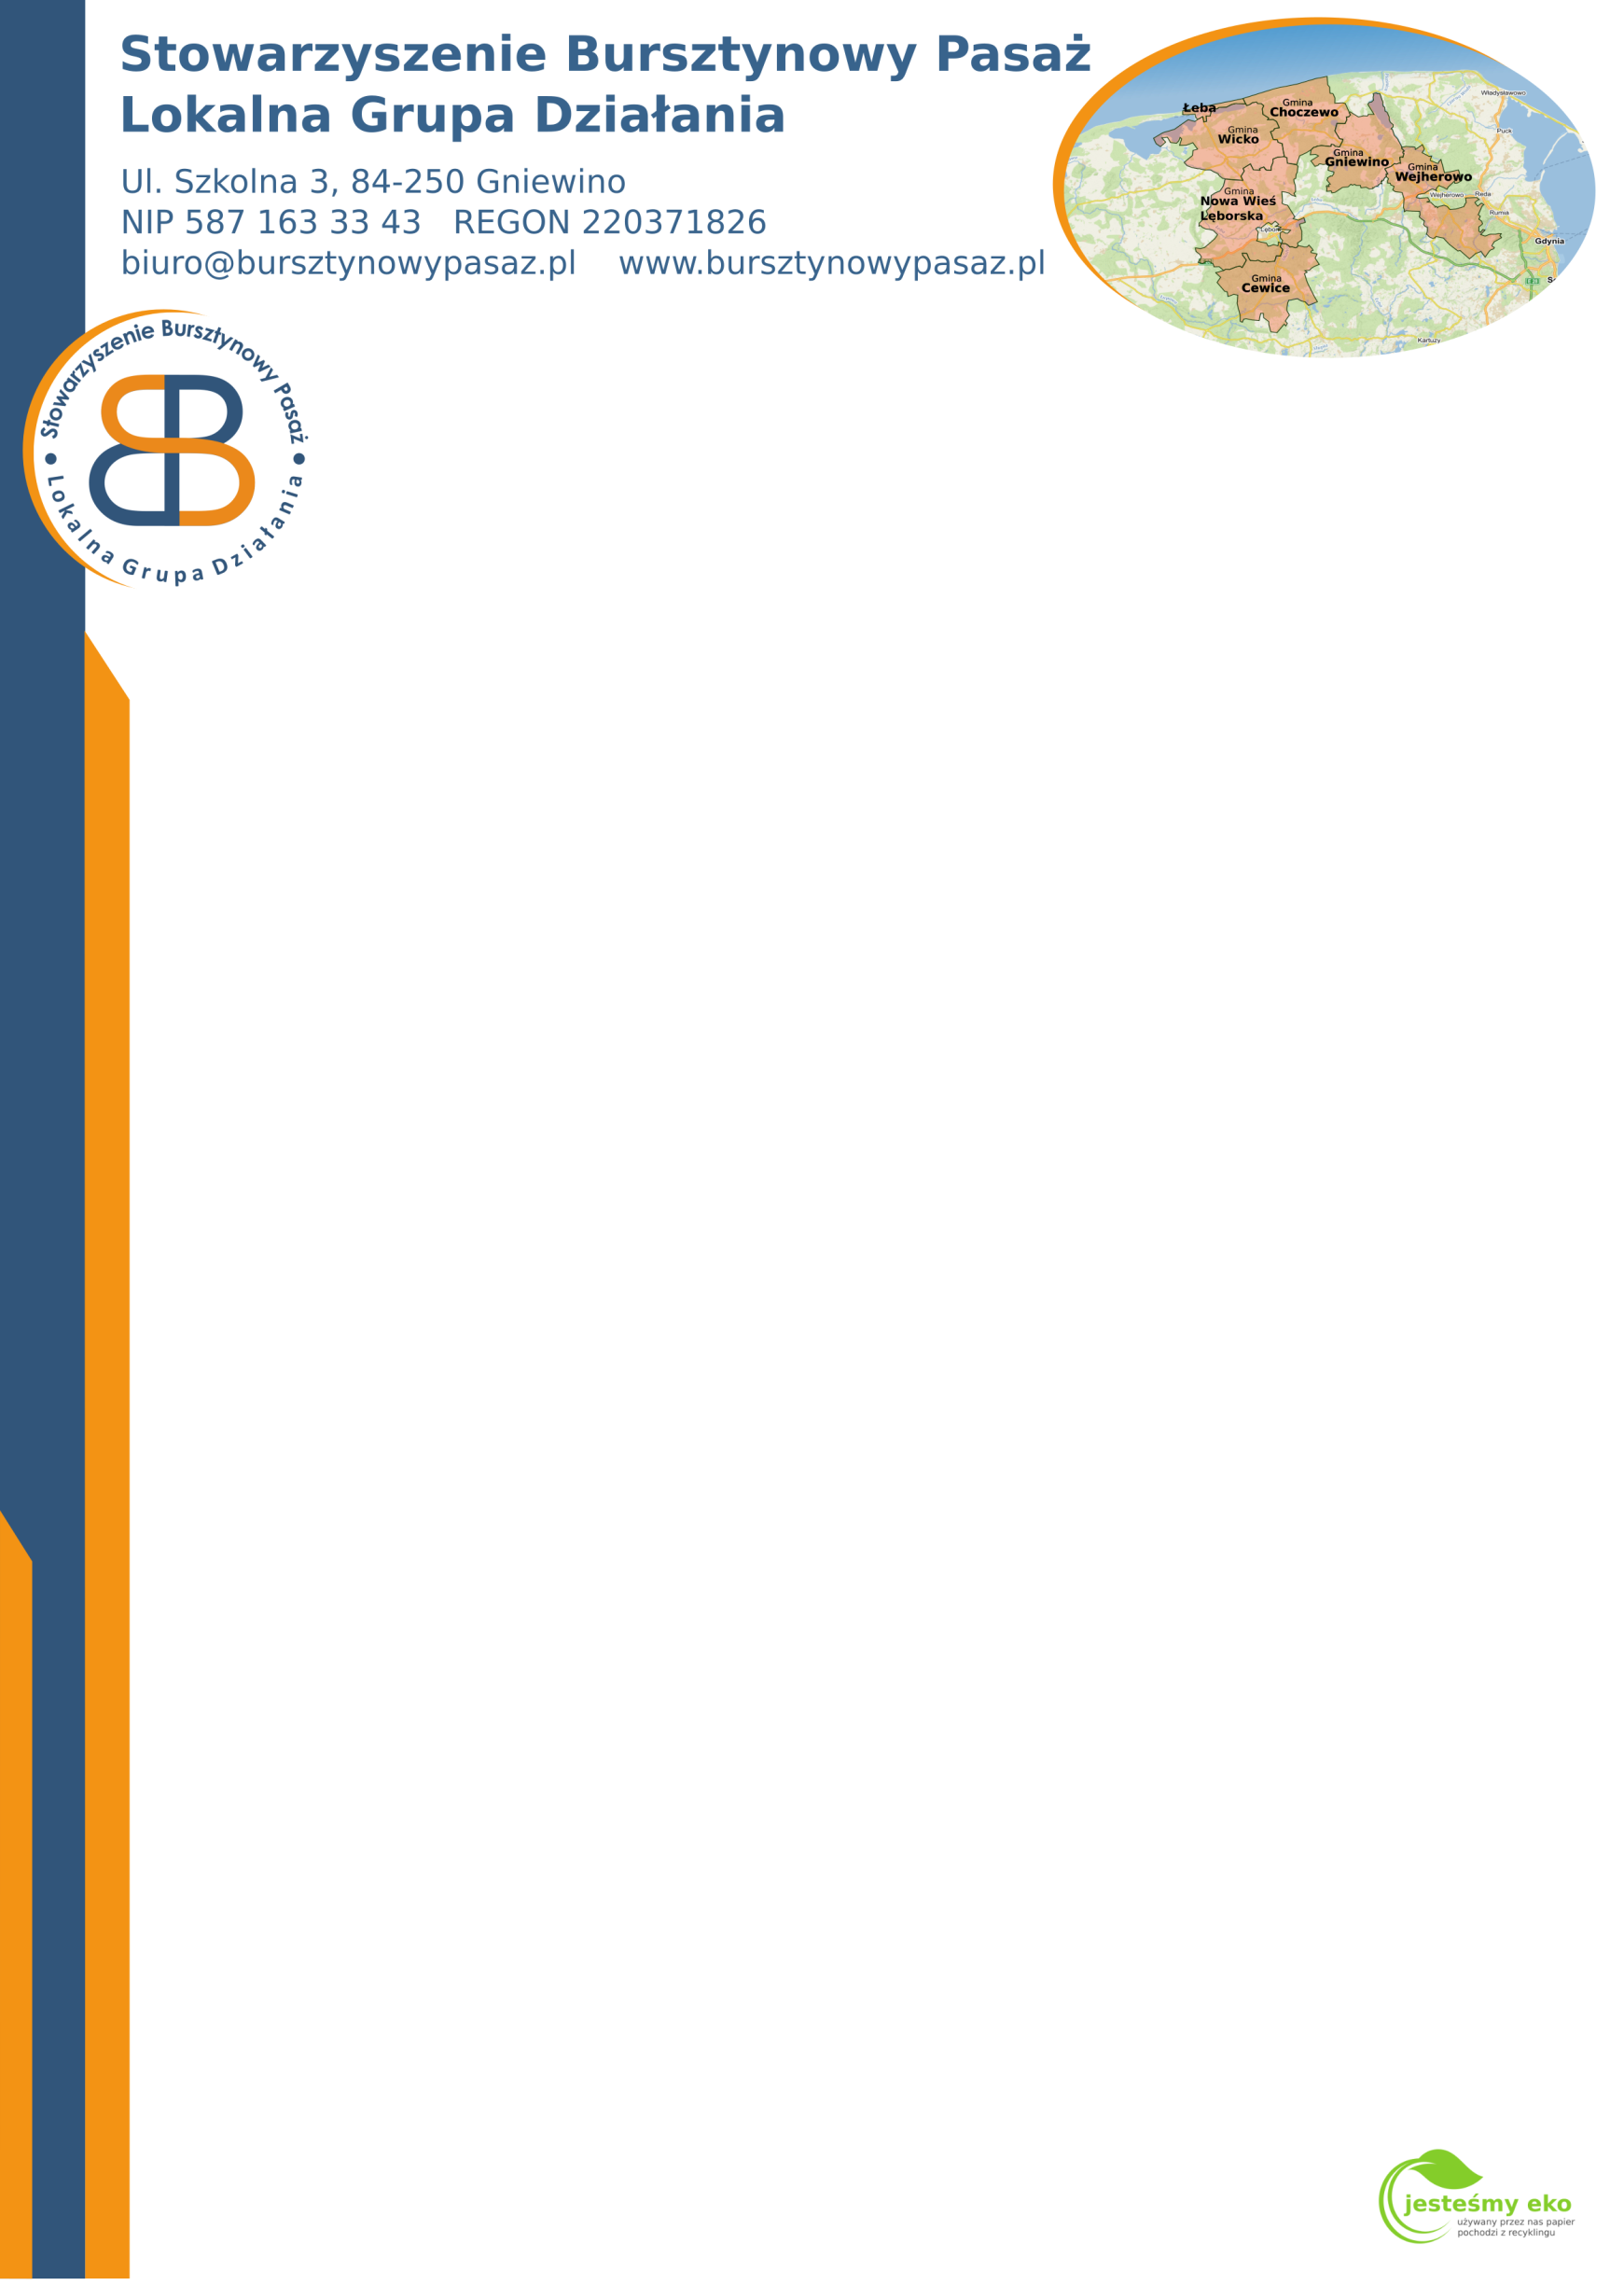 Stowarzyszenie Bursztynowy Pasaż
Lokalna Grupa Działania
Ul. Szkolna 3, 84-250 Gniewino
NIP 587 163 33 43 REGON 220371826
biuro@bursztynowypasaz.pl www.bursztynowypasaz.pl
Władysławowo
Łeba
Gmina
Choczewo
Gmina
Wicko
Puck
Gmina
Gniewino
Gmina
Wejherowo
Wejherowo
Reda
Gmina
Nowa Wieś
Lęborska
Rumia
Lębork
Gdynia
Gmina
Cewice
Kartuzy
Stowarzyszenie Bursztynowy Pasaż
• Lokalna Grupa Działania •
jesteśmy eko
używany przez nas papier
pochodzi z recyklingu